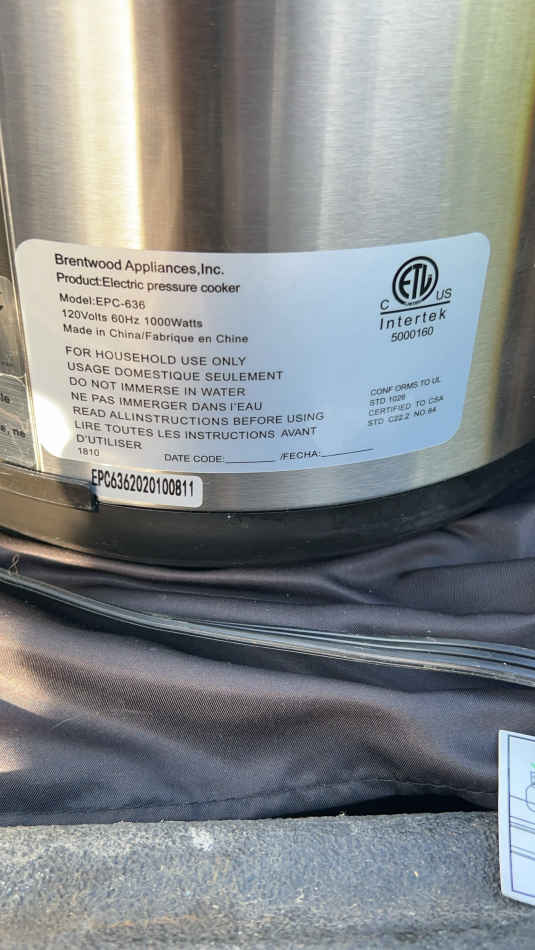 Brentwood Appliances,Inc.
Product:Electric pressure cooker
Model:EPC-636
120Volts 60Hz 1000Watts
Made in China/Fabrique en Chine
FOR HOUSEHOLD USE ONLY
USAGE DOMESTIQUE SEULEMENT
DO NOT IMMERSE IN WATER
NE PAS IMMERGER DANS I'EAU
READ ALLINSTRUCTIONS BEFORE USING
LIRE TOUTES LES INSTRUCTIONS AVANT
D'UTILISER
1810
DATE CODE:________ /FECHA:________
ETL
C US
Intertek
5000160
CONF ORMS TO UL
STD 1026
CERTIFIED TO CSA
STD C22.2 NO 64
EPC6362020100811
ne